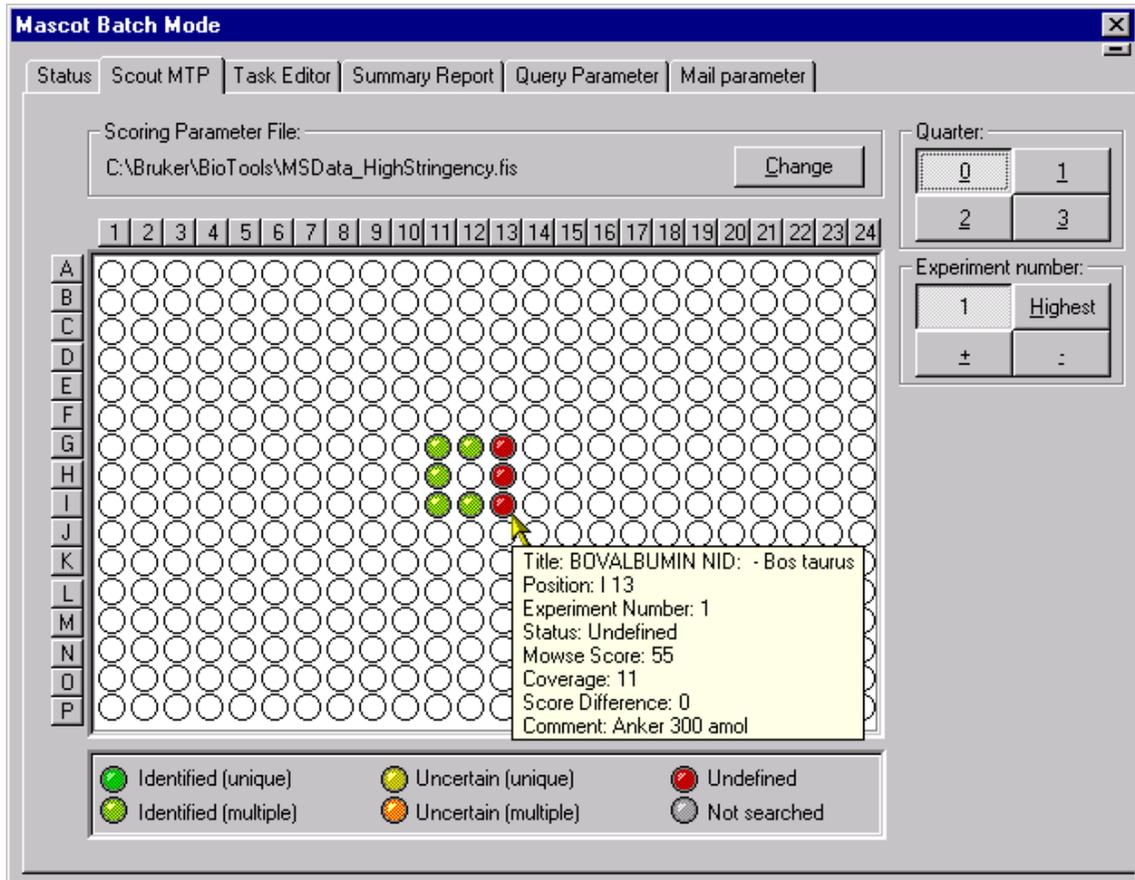 Mascot Batch Mode
Status Scout MTP Task Editor Summary Report Query Parameter Mail parameter
Scoring Parameter File:
C:\Bruker\BioTools\MSData_HighStringency.fis
Change
Quarter:
0 1
2 3
Experiment number:
1 Highest
+ -
1 2 3 4 5 6 7 8 9 10 11 12 13 14 15 16 17 18 19 20 21 22 23 24
A
B
C
D
E
F
G
H
I
J
K
L
M
N
O
P
Title: BOVALBUMIN NID:  - Bos taurus
Position: I 13
Experiment Number: 1
Status: Undefined
Mowse Score: 55
Coverage: 11
Score Difference: 0
Comment: Anker 300 amol
Identified (unique) Uncertain (unique) Undefined
Identified (multiple) Uncertain (multiple) Not searched